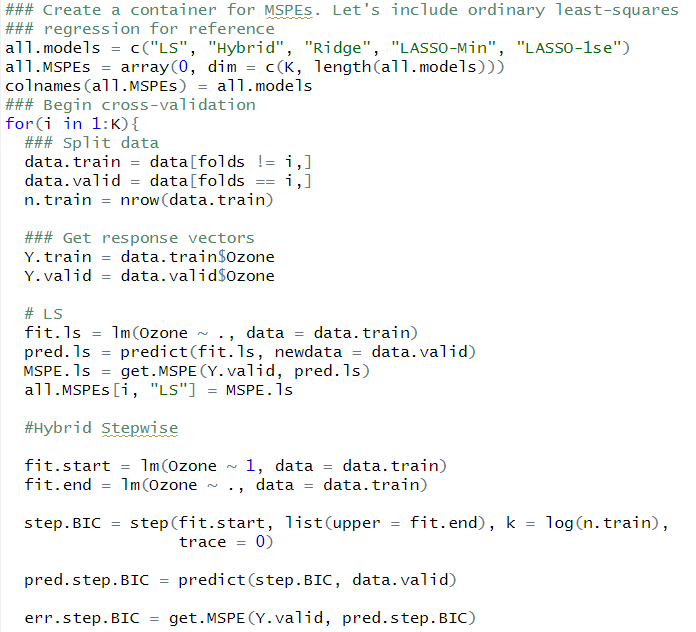 ### Create a container for MSPEs. Let's include ordinary least-squares
### regression for reference
all.models = c("LS", "Hybrid", "Ridge", "LASSO-Min", "LASSO-1se")
all.MSPEs = array(0, dim = c(K, length(all.models)))
colnames(all.MSPEs) = all.models
### Begin cross-validation
for(i in 1:K){
  ### Split data
  data.train = data[folds != i,]
  data.valid = data[folds == i,]
  n.train = nrow(data.train)

  ### Get response vectors
  Y.train = data.train$Ozone
  Y.valid = data.valid$Ozone

  # LS
  fit.ls = lm(Ozone ~ ., data = data.train)
  pred.ls = predict(fit.ls, newdata = data.valid)
  MSPE.ls = get.MSPE(Y.valid, pred.ls)
  all.MSPEs[i, "LS"] = MSPE.ls

  #Hybrid Stepwise

  fit.start = lm(Ozone ~ 1, data = data.train)
  fit.end = lm(Ozone ~ ., data = data.train)

  step.BIC = step(fit.start, list(upper = fit.end), k = log(n.train),
                  trace = 0)

  pred.step.BIC = predict(step.BIC, data.valid)

  err.step.BIC = get.MSPE(Y.valid, pred.step.BIC)